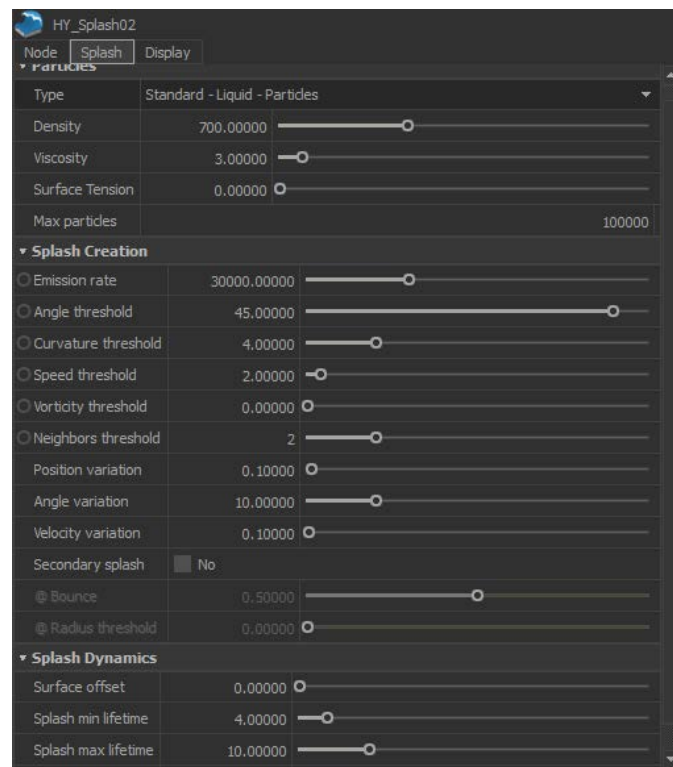 HY_Splash02
Node Splash Display
Particles
Type Standard - Liquid - Particles
Density 700.00000
Viscosity 3.00000
Surface Tension 0.00000
Max particles 100000
Splash Creation
Emission rate 30000.00000
Angle threshold 45.00000
Curvature threshold 4.00000
Speed threshold 2.00000
Vorticity threshold 0.00000
Neighbors threshold 2
Position variation 0.10000
Angle variation 10.00000
Velocity variation 0.10000
Secondary splash No
@ Bounce 0.50000
@ Radius threshold 0.00000
Splash Dynamics
Surface offset 0.00000
Splash min lifetime 4.00000
Splash max lifetime 10.00000